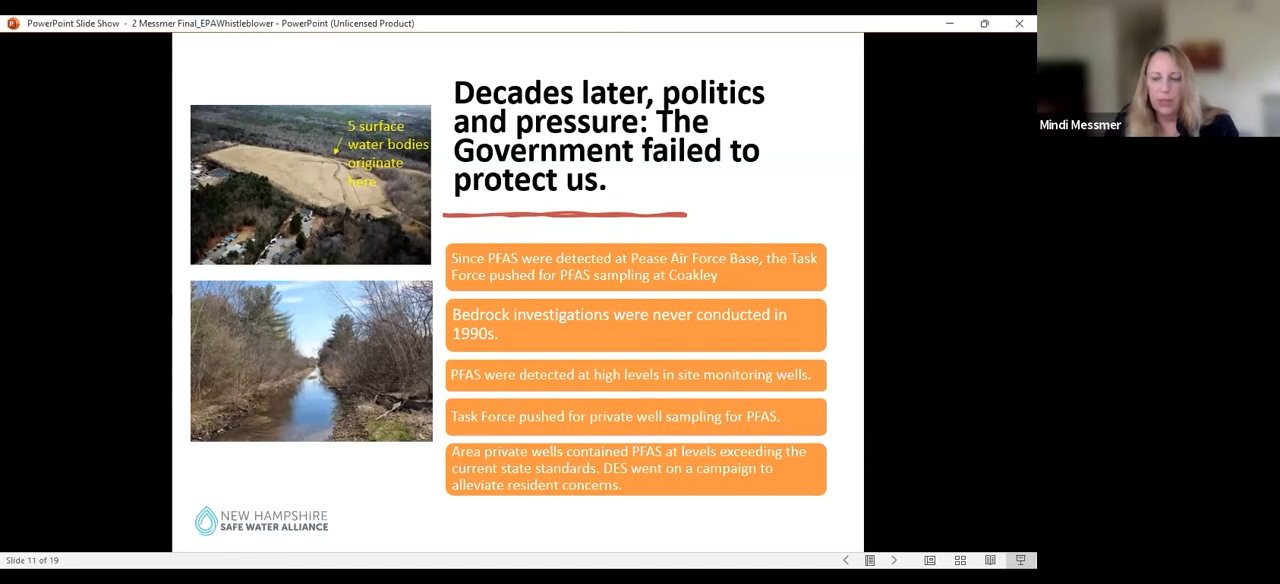 PowerPoint Slide Show - 2 Messmer Final_EPAWhistleblower - PowerPoint (Unlicensed Product)
Mindi Messmer
Decades later, politics
and pressure: The
Government failed to
protect us.
5 surface
water bodies
originate
here
Since PFAS were detected at Pease Air Force Base, the Task
Force pushed for PFAS sampling at Coakley
Bedrock investigations were never conducted in
1990s.
PFAS were detected at high levels in site monitoring wells.
Task Force pushed for private well sampling for PFAS.
Area private wells contained PFAS at levels exceeding the
current state standards. DES went on a campaign to
alleviate resident concerns.
NEW HAMPSHIRE
SAFE WATER ALLIANCE
Slide 11 of 19